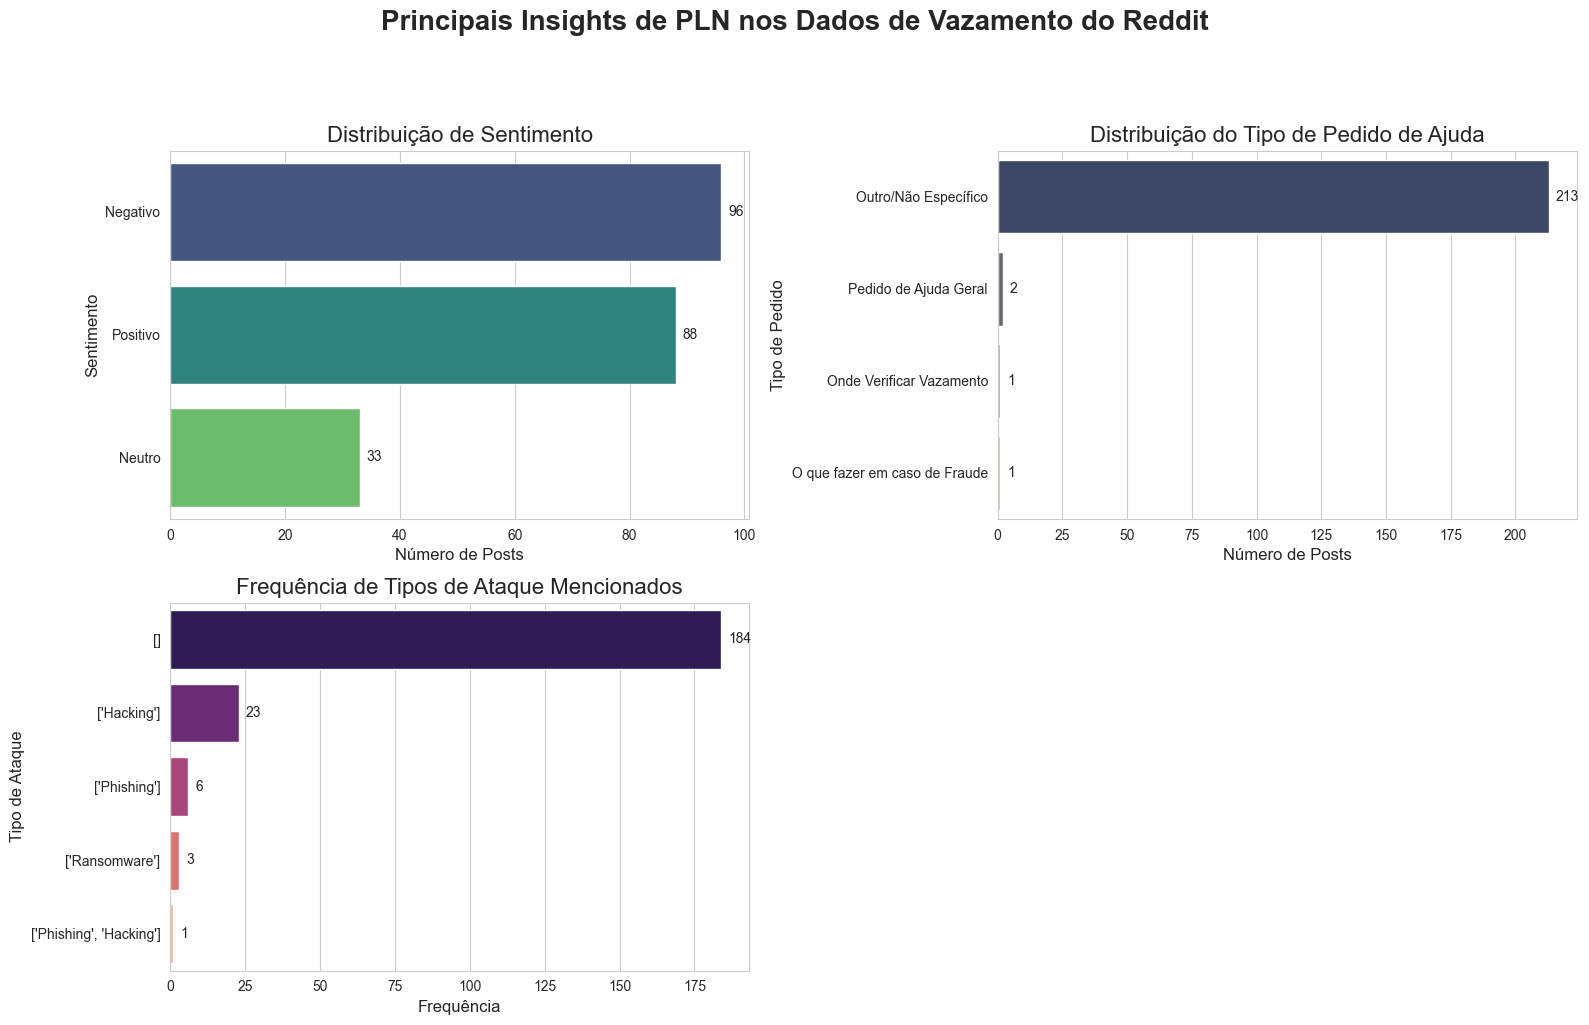 Principais Insights de PLN nos Dados de Vazamento do Reddit
Distribuição de Sentimento
Sentimento
Negativo
96
Positivo
88
Neutro
33
0 20 40 60 80 100
Número de Posts
Distribuição do Tipo de Pedido de Ajuda
Tipo de Pedido
Outro/Não Específico
213
Pedido de Ajuda Geral
2
Onde Verificar Vazamento
1
O que fazer em caso de Fraude
1
0 25 50 75 100 125 150 175 200
Número de Posts
Frequência de Tipos de Ataque Mencionados
Tipo de Ataque
[]
184
['Hacking']
23
['Phishing']
6
['Ransomware']
3
['Phishing', 'Hacking']
1
0 25 50 75 100 125 150 175
Frequência